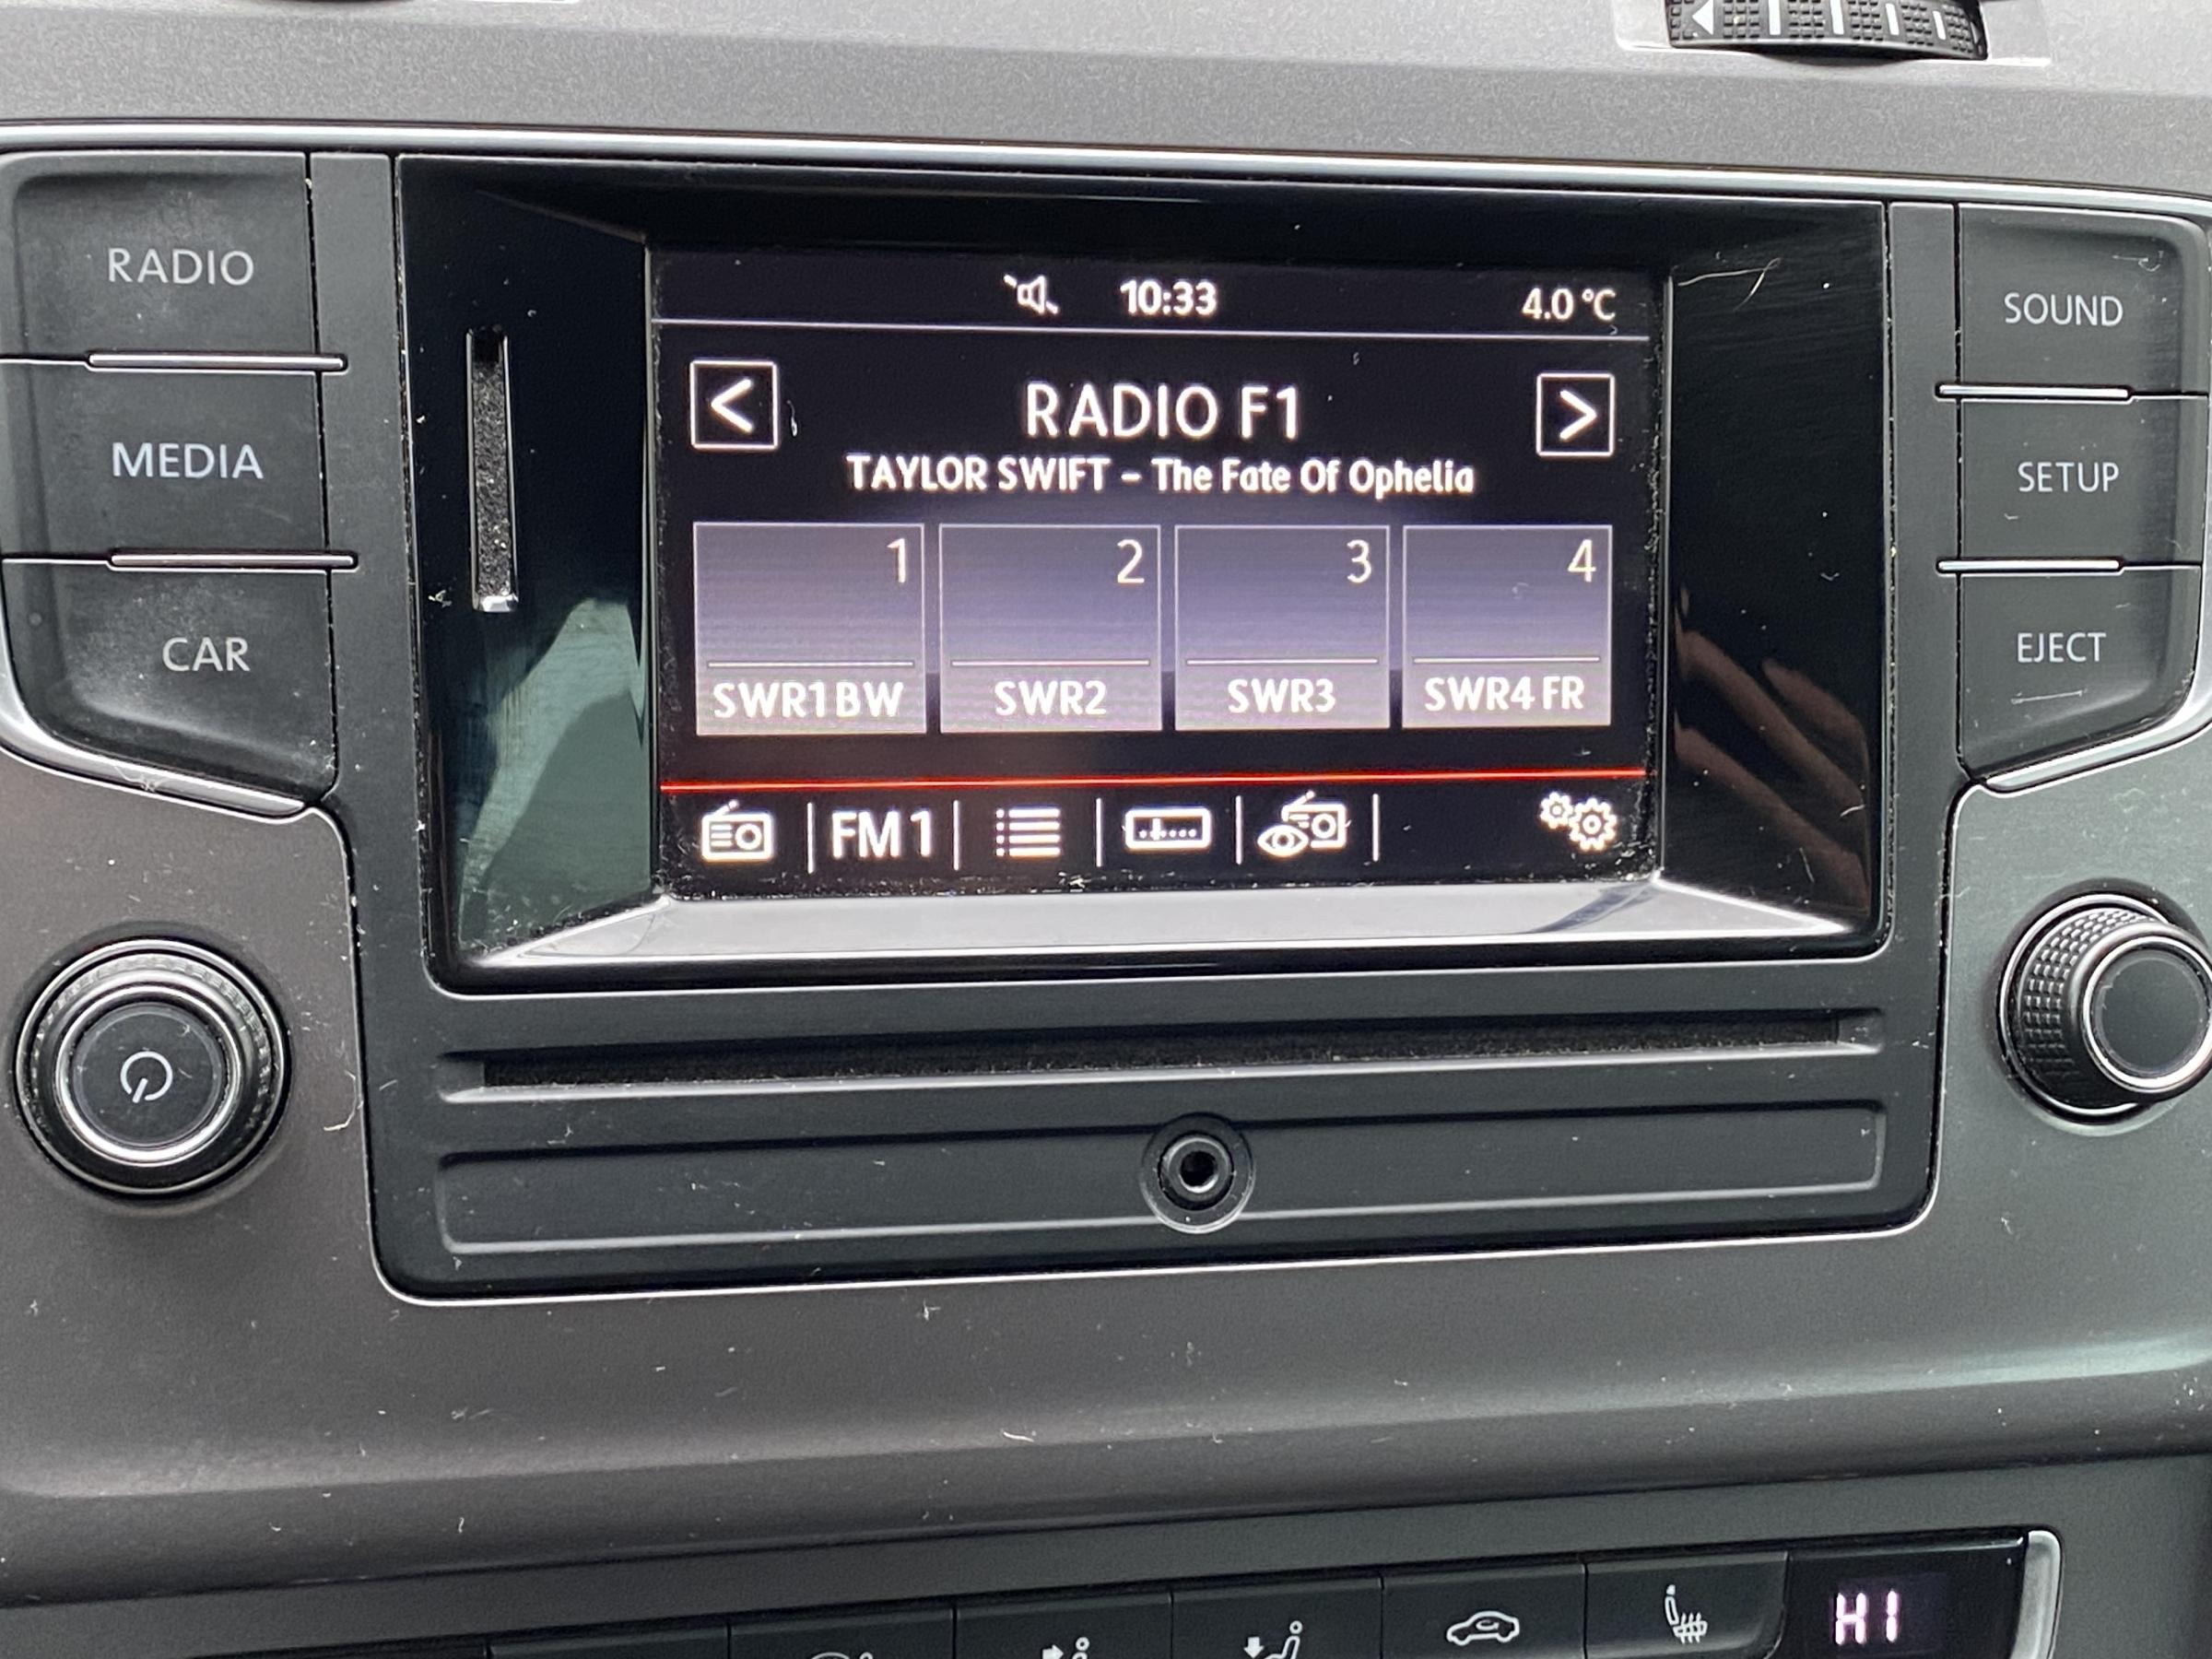 RADIO
MEDIA
CAR
10:33
4.0 °C
< RADIO F1 >
TAYLOR SWIFT - The Fate Of Ophelia
1 2 3 4
SWR1BW SWR2 SWR3 SWR4 FR
FM1
SOUND
SETUP
EJECT
HI